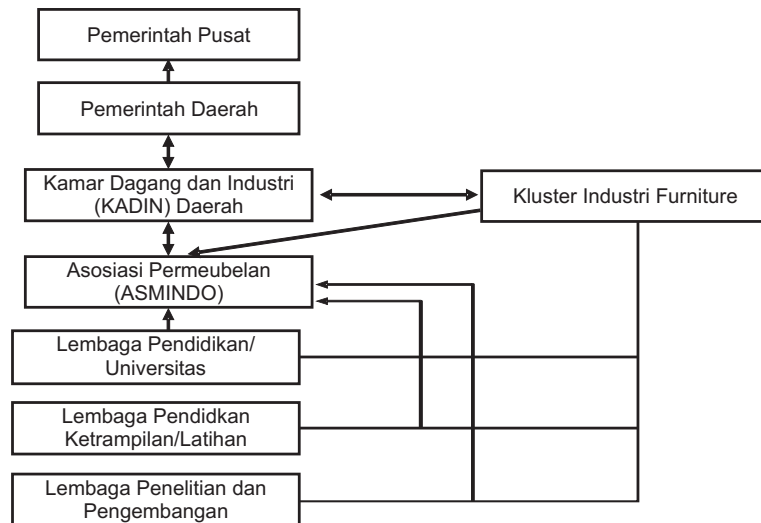 Pemerintah Pusat
Pemerintah Daerah
Kamar Dagang dan Industri
(KADIN) Daerah
Kluster Industri Furniture
Asosiasi Permeubelan
(ASMINDO)
Lembaga Pendidikan/
Universitas
Lembaga Pendidkan
Ketrampilan/Latihan
Lembaga Penelitian dan
Pengembangan